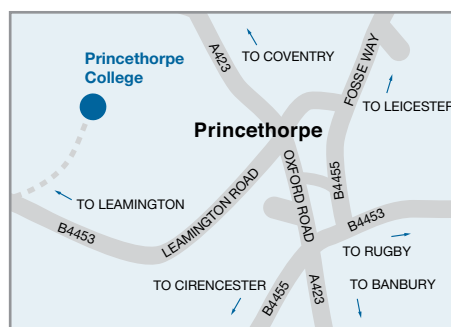 A423
TO COVENTRY
FOSSE WAY
Princethorpe
College
TO LEICESTER
Princethorpe
OXFORD ROAD
B4455
LEAMINGTON ROAD
TO LEAMINGTON
B4453
B4453
TO RUGBY
TO CIRENCESTER
B4455
A423
TO BANBURY